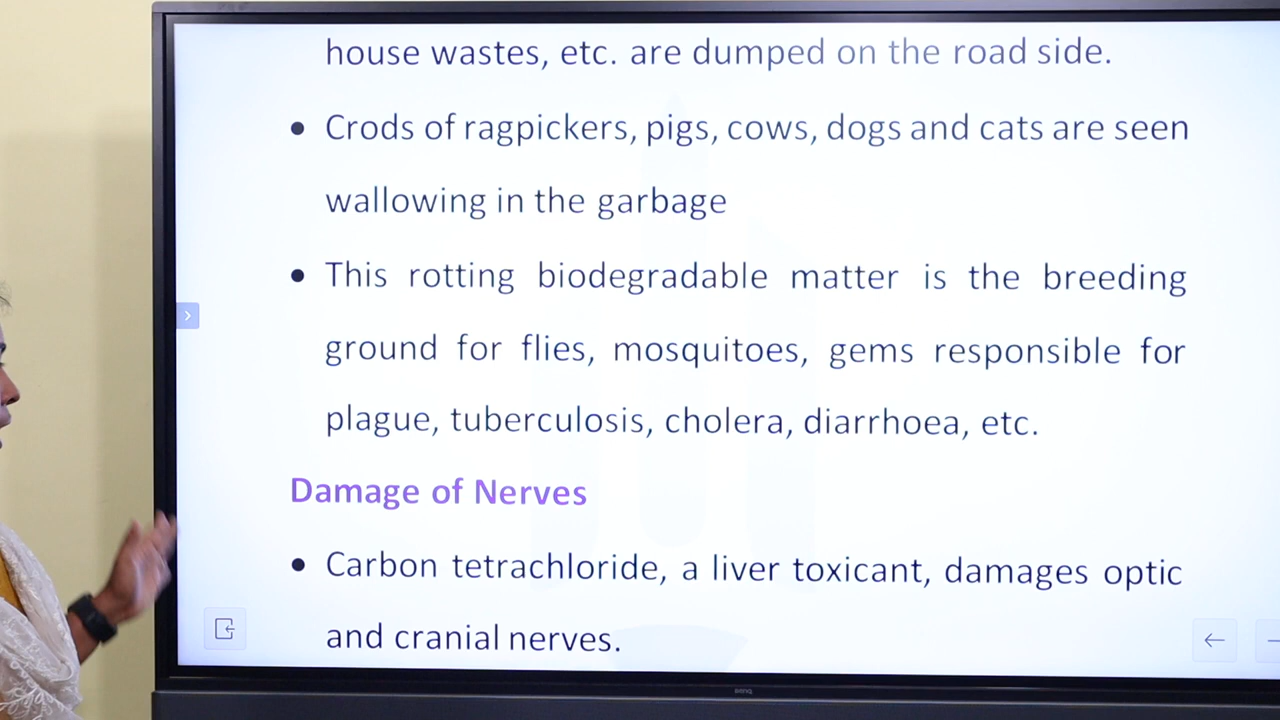 house wastes, etc. are dumped on the road side.
• Crods of ragpickers, pigs, cows, dogs and cats are seen
wallowing in the garbage
• This rotting biodegradable matter is the breeding
ground for flies, mosquitoes, gems responsible for
plague, tuberculosis, cholera, diarrhoea, etc.
Damage of Nerves
• Carbon tetrachloride, a liver toxicant, damages optic
and cranial nerves.
BenQ